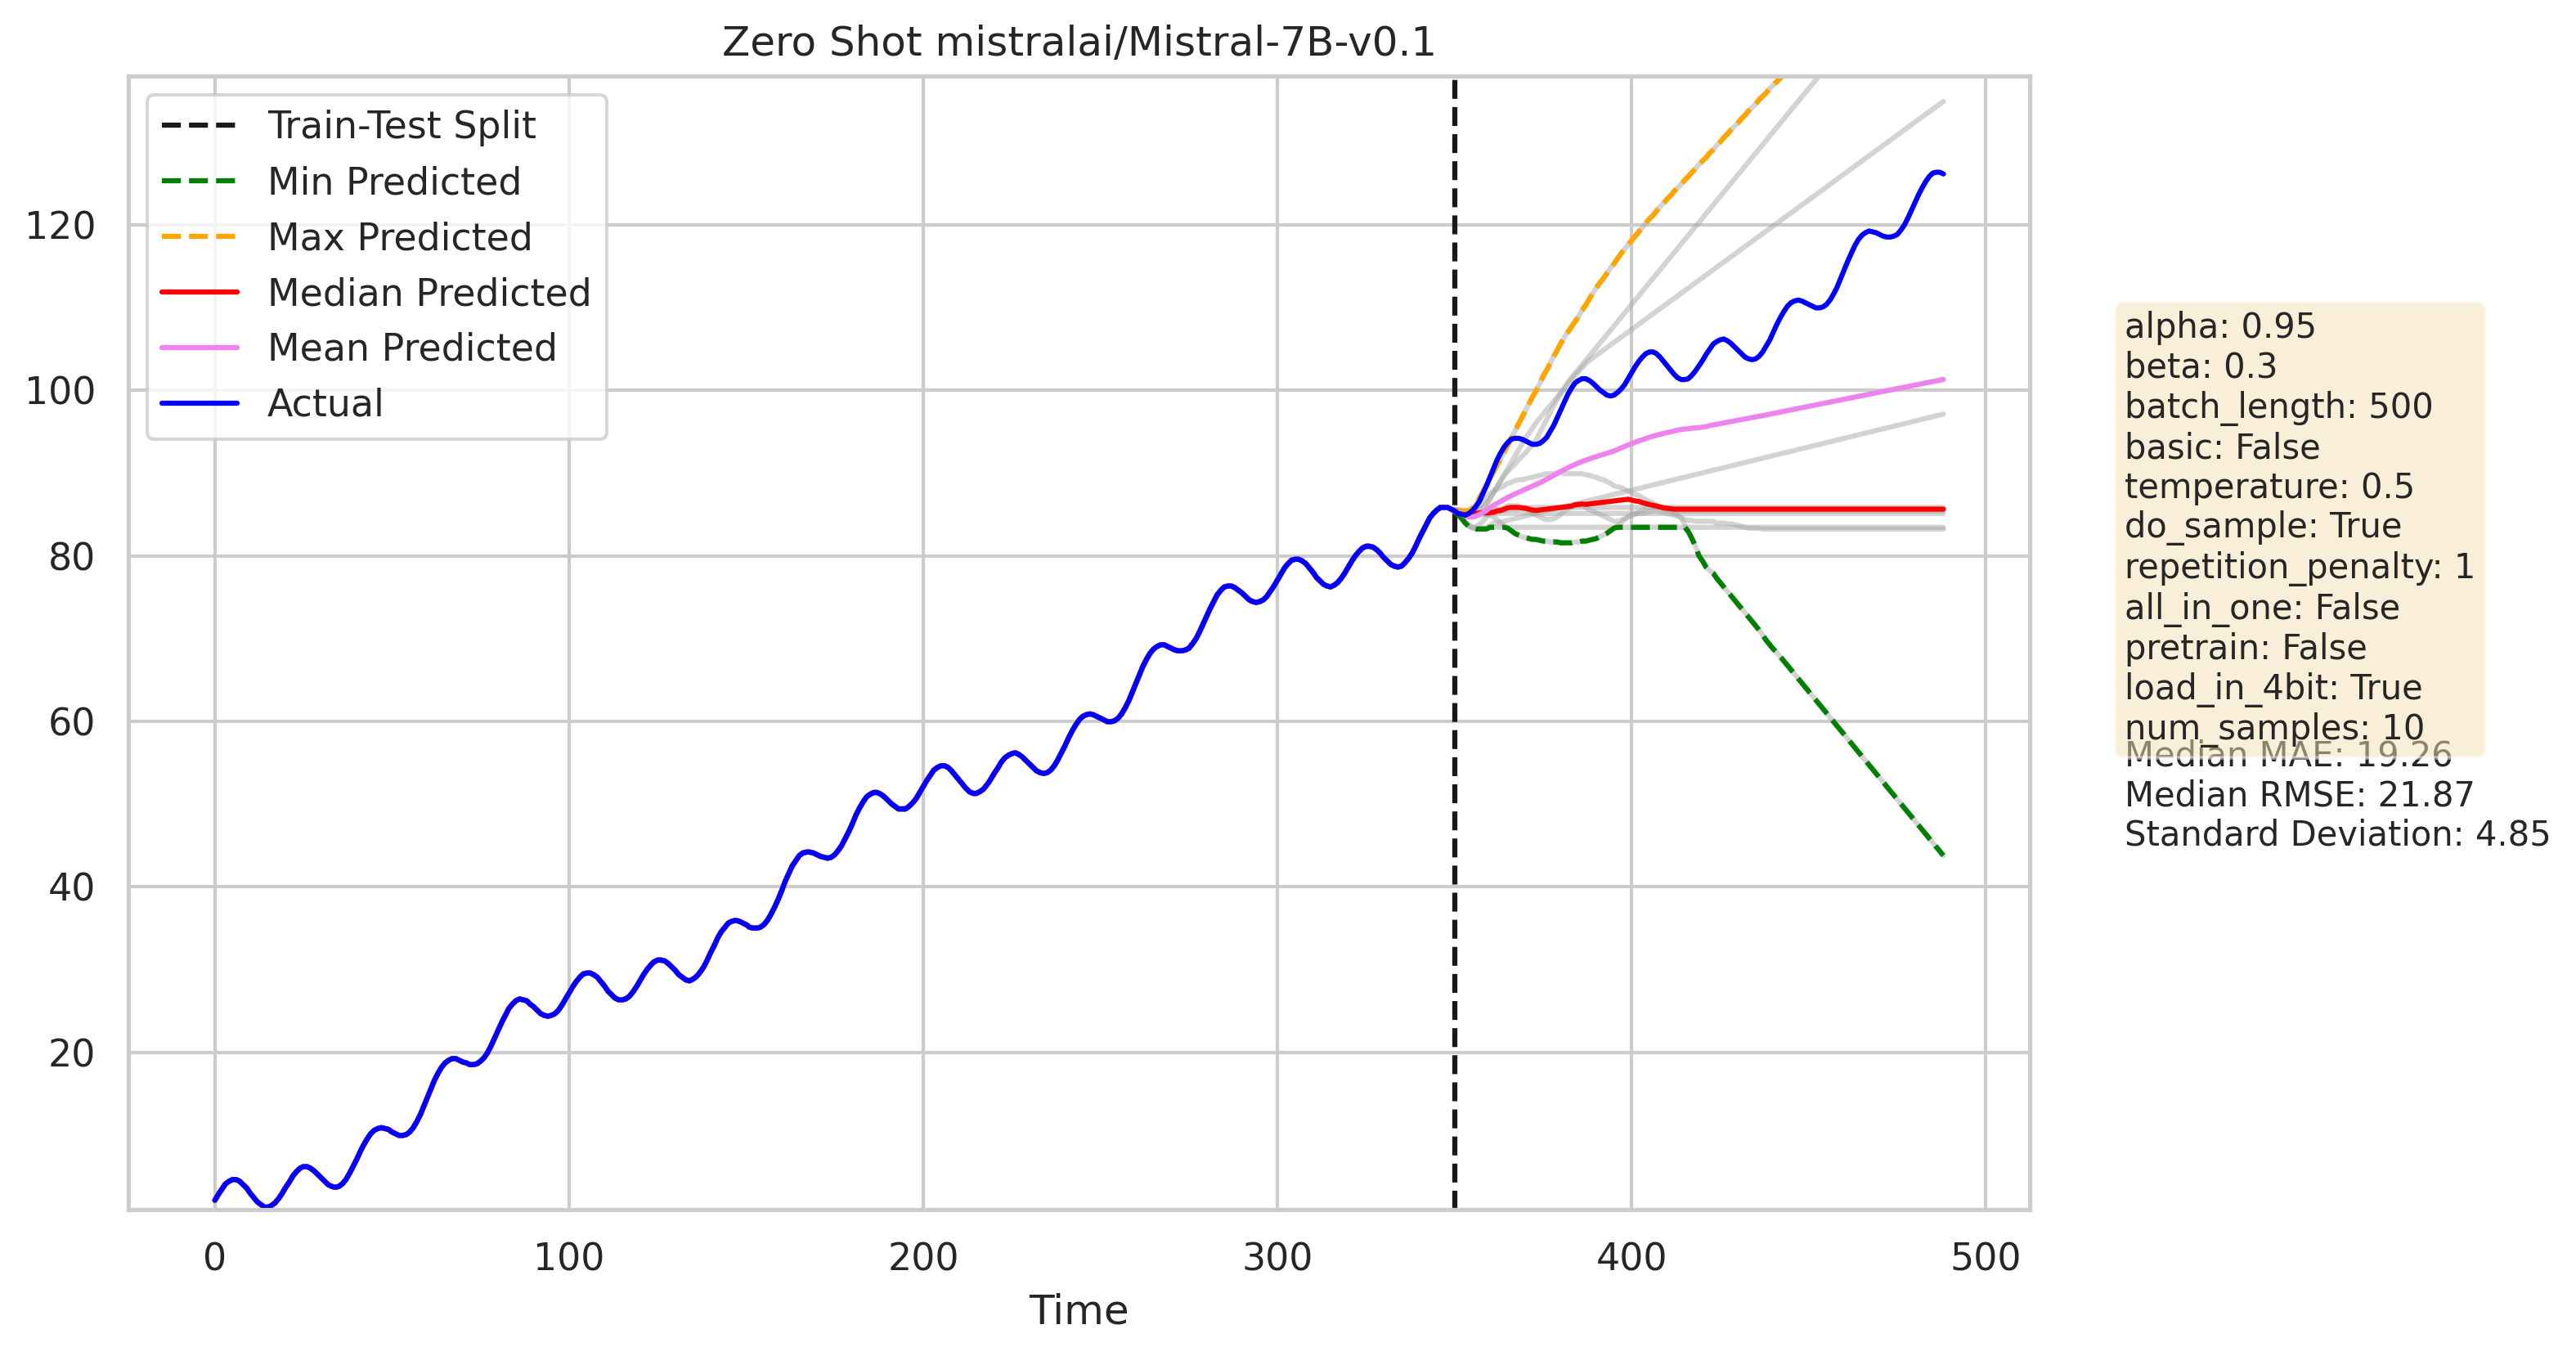 Zero Shot mistralai/Mistral-7B-v0.1
Train-Test Split
Min Predicted
Max Predicted
Median Predicted
Mean Predicted
Actual
120
100
80
60
40
20
0
100
200
300
400
500
Time
alpha: 0.95
beta: 0.3
batch_length: 500
basic: False
temperature: 0.5
do_sample: True
repetition_penalty: 1
all_in_one: False
pretrain: False
load_in_4bit: True
num_samples: 10
Median MAE: 19.26
Median RMSE: 21.87
Standard Deviation: 4.85